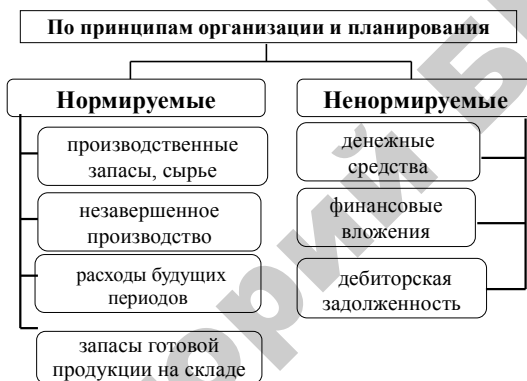 По принципам организации и планирования
Нормируемые
производственные
запасы, сырье
незавершенное
производство
расходы будущих
периодов
запасы готовой
продукции на складе
Ненормируемые
денежные
средства
финансовые
вложения
дебиторская
задолженность